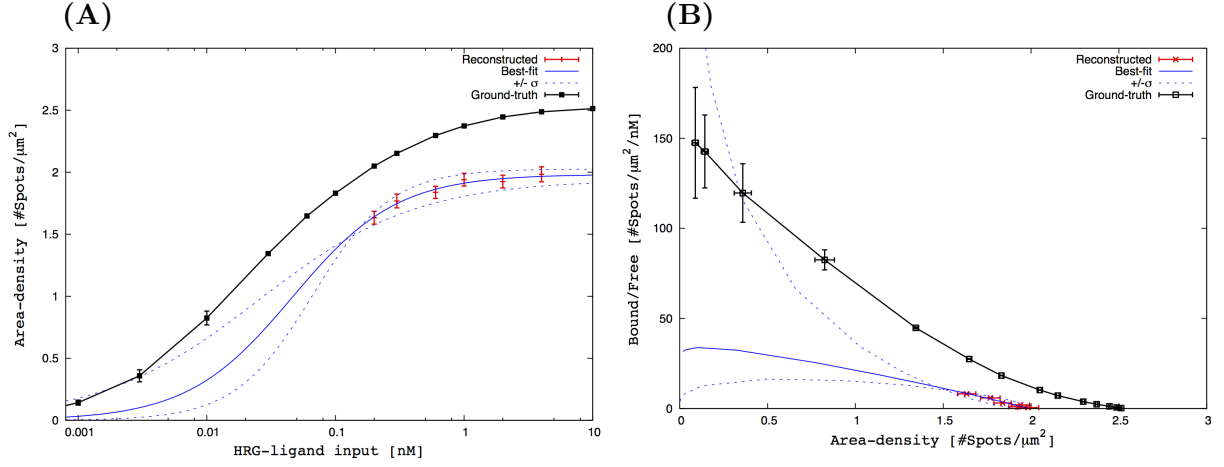 (A)
Area-density [#Spots/μm²]
3
2.5
2
1.5
1
0.5
0
0.001
0.01
0.1
1
10
HRG-ligand input [nM]
Reconstructed
Best-fit
+/- σ
Ground-truth
(B)
Bound/Free [#Spots/μm²/nM]
200
150
100
50
0
0
0.5
1
1.5
2
2.5
3
Area-density [#Spots/μm²]
Reconstructed
Best-fit
+/-σ
Ground-truth